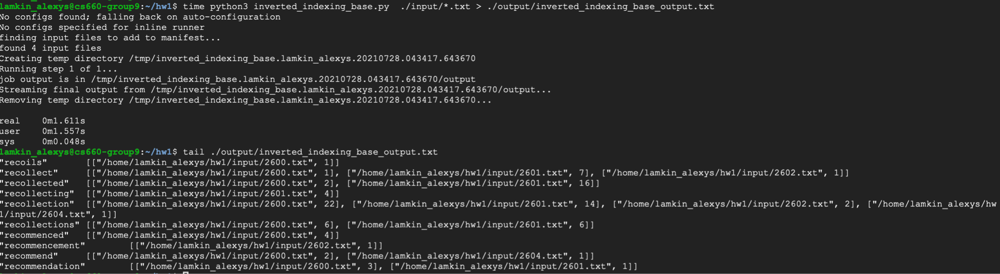 lamkin_alexys@cs660-group9:~/hw1$ time python3 inverted_indexing_base.py  ./input/*.txt > ./output/inverted_indexing_base_output.txt
No configs found; falling back on auto-configuration
No configs specified for inline runner
finding input files to add to manifest...
found 4 input files
Creating temp directory /tmp/inverted_indexing_base.lamkin_alexys.20210728.043417.643670
Running step 1 of 1...
job output is in /tmp/inverted_indexing_base.lamkin_alexys.20210728.043417.643670/output
Streaming final output from /tmp/inverted_indexing_base.lamkin_alexys.20210728.043417.643670/output...
Removing temp directory /tmp/inverted_indexing_base.lamkin_alexys.20210728.043417.643670...
real    0m1.611s
user    0m1.557s
sys     0m0.048s
lamkin_alexys@cs660-group9:~/hw1$ tail ./output/inverted_indexing_base_output.txt
"recoils"       [["/home/lamkin_alexys/hw1/input/2600.txt", 1]]
"recollect"     [["/home/lamkin_alexys/hw1/input/2600.txt", 1], ["/home/lamkin_alexys/hw1/input/2601.txt", 7], ["/home/lamkin_alexys/hw1/input/2602.txt", 1]]
"recollected"   [["/home/lamkin_alexys/hw1/input/2600.txt", 2], ["/home/lamkin_alexys/hw1/input/2601.txt", 16]]
"recollecting"  [["/home/lamkin_alexys/hw1/input/2601.txt", 4]]
"recollection"  [["/home/lamkin_alexys/hw1/input/2600.txt", 22], ["/home/lamkin_alexys/hw1/input/2601.txt", 14], ["/home/lamkin_alexys/hw1/input/2602.txt", 2], ["/home/lamkin_alexys/hw
1/input/2604.txt", 1]]
"recollections" [["/home/lamkin_alexys/hw1/input/2600.txt", 6], ["/home/lamkin_alexys/hw1/input/2601.txt", 6]]
"recommenced"   [["/home/lamkin_alexys/hw1/input/2600.txt", 4]]
"recommencement"        [["/home/lamkin_alexys/hw1/input/2602.txt", 1]]
"recommend"     [["/home/lamkin_alexys/hw1/input/2600.txt", 2], ["/home/lamkin_alexys/hw1/input/2604.txt", 1]]
"recommendation"        [["/home/lamkin_alexys/hw1/input/2600.txt", 3], ["/home/lamkin_alexys/hw1/input/2601.txt", 1]]